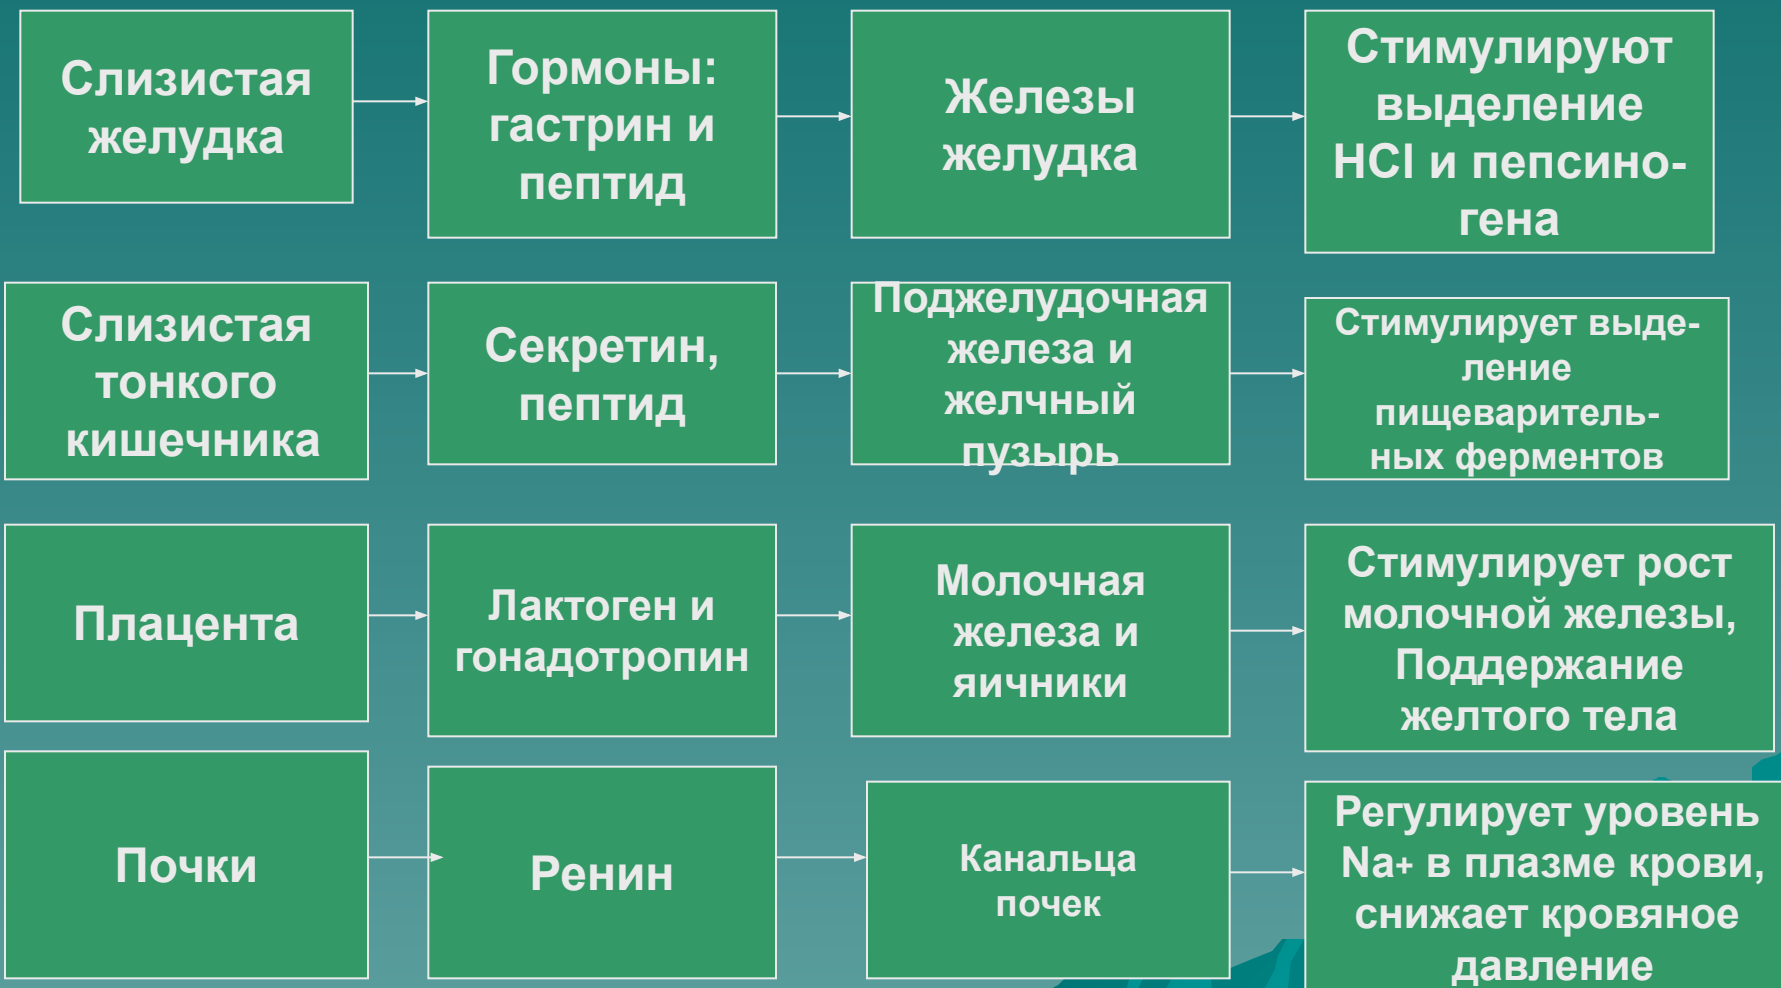 Слизистая
желудка
Гормоны:
гастрин и
пептид
Железы
желудка
Стимулируют
выделение
HCl и пепсино-
гена
Слизистая
тонкого
кишечника
Секретин,
пептид
Поджелудочная
железа и
желчный
пузырь
Стимулирует выде-
ление
пищеваритель-
ных ферментов
Плацента
Лактоген и
гонадотропин
Молочная
железа и
яичники
Стимулирует рост
молочной железы,
Поддержание
желтого тела
Почки
Ренин
Канальца
почек
Регулирует уровень
Na+ в плазме крови,
снижает кровяное
давление